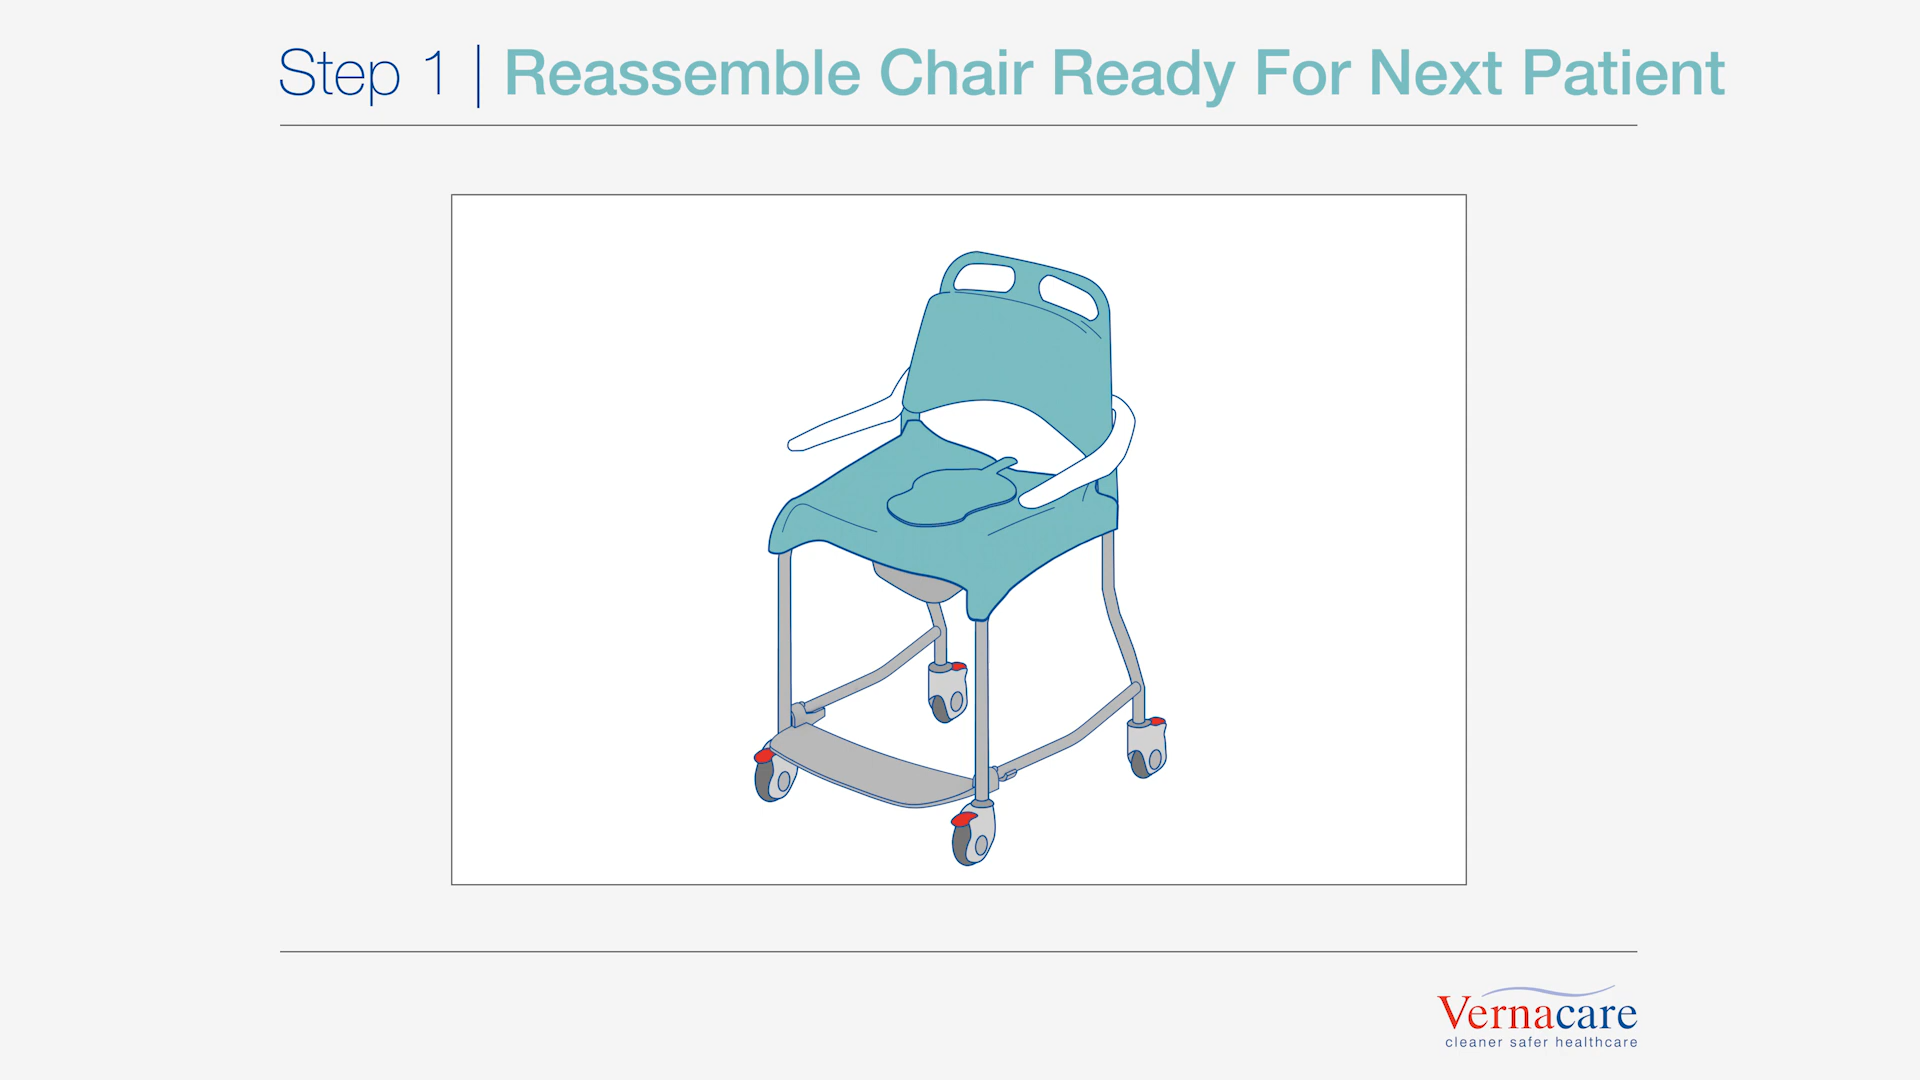 Step 1 | Reassemble Chair Ready For Next Patient
Vernacare
cleaner safer healthcare